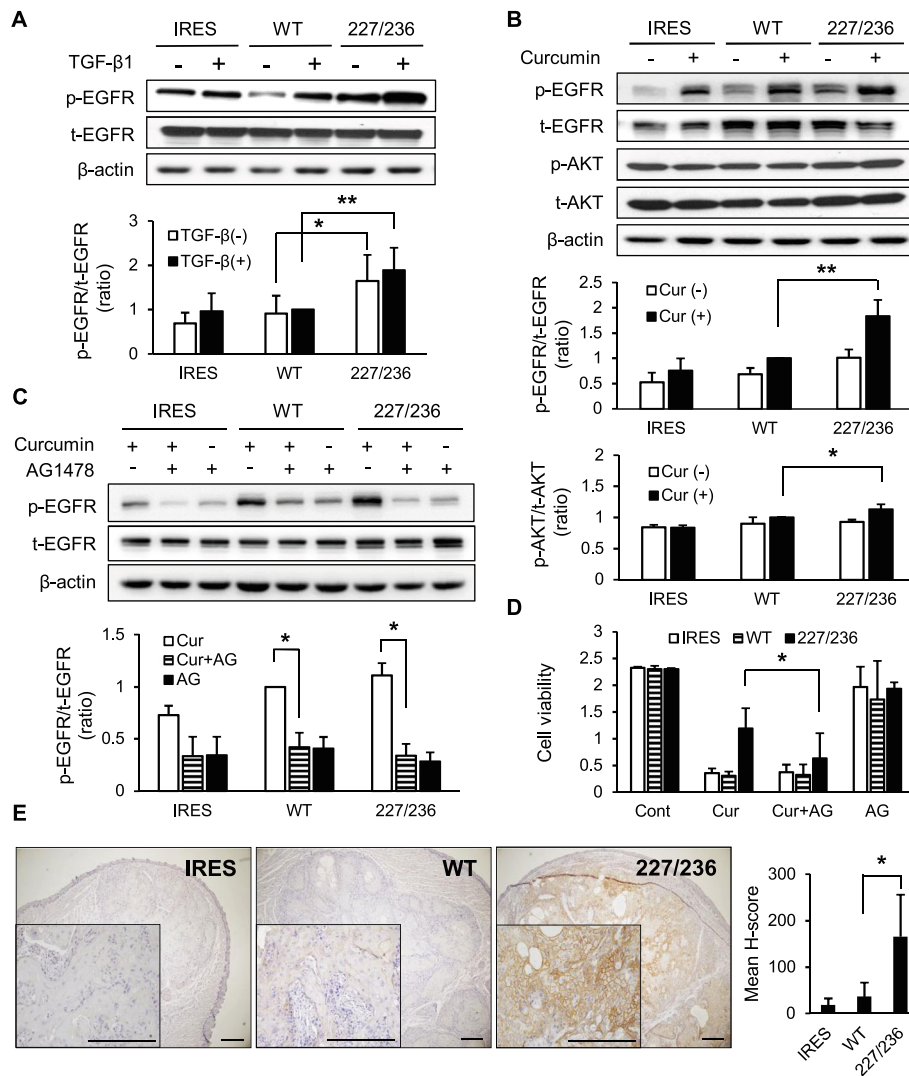 A
IRES WT 227/236
TGF-β1 - + - + - +
p-EGFR
t-EGFR
β-actin
p-EGFR/t-EGFR
(ratio)
3
2
1
0
TGF-β(-)
TGF-β(+)
*
**
IRES WT 227/236
B
IRES WT 227/236
Curcumin - + - + - +
p-EGFR
t-EGFR
p-AKT
t-AKT
β-actin
p-EGFR/t-EGFR
(ratio)
2.5
2
1.5
1
0.5
0
Cur (-)
Cur (+)
**
IRES WT 227/236
p-AKT/t-AKT
(ratio)
2
1.5
1
0.5
0
Cur (-)
Cur (+)
*
IRES WT 227/236
C
IRES WT 227/236
Curcumin + + - + + - + + -
AG1478 - + + - + + - + +
p-EGFR
t-EGFR
β-actin
p-EGFR/t-EGFR
(ratio)
1.5
1
0.5
0
Cur
Cur+AG
AG
*
*
IRES WT 227/236
D
Cell viability
3
2.5
2
1.5
1
0.5
0
IRES WT 227/236
*
Cont Cur Cur+AG AG
E
IRES
WT
227/236
Mean H-score
300
200
100
0
*
IRES
WT
227/236